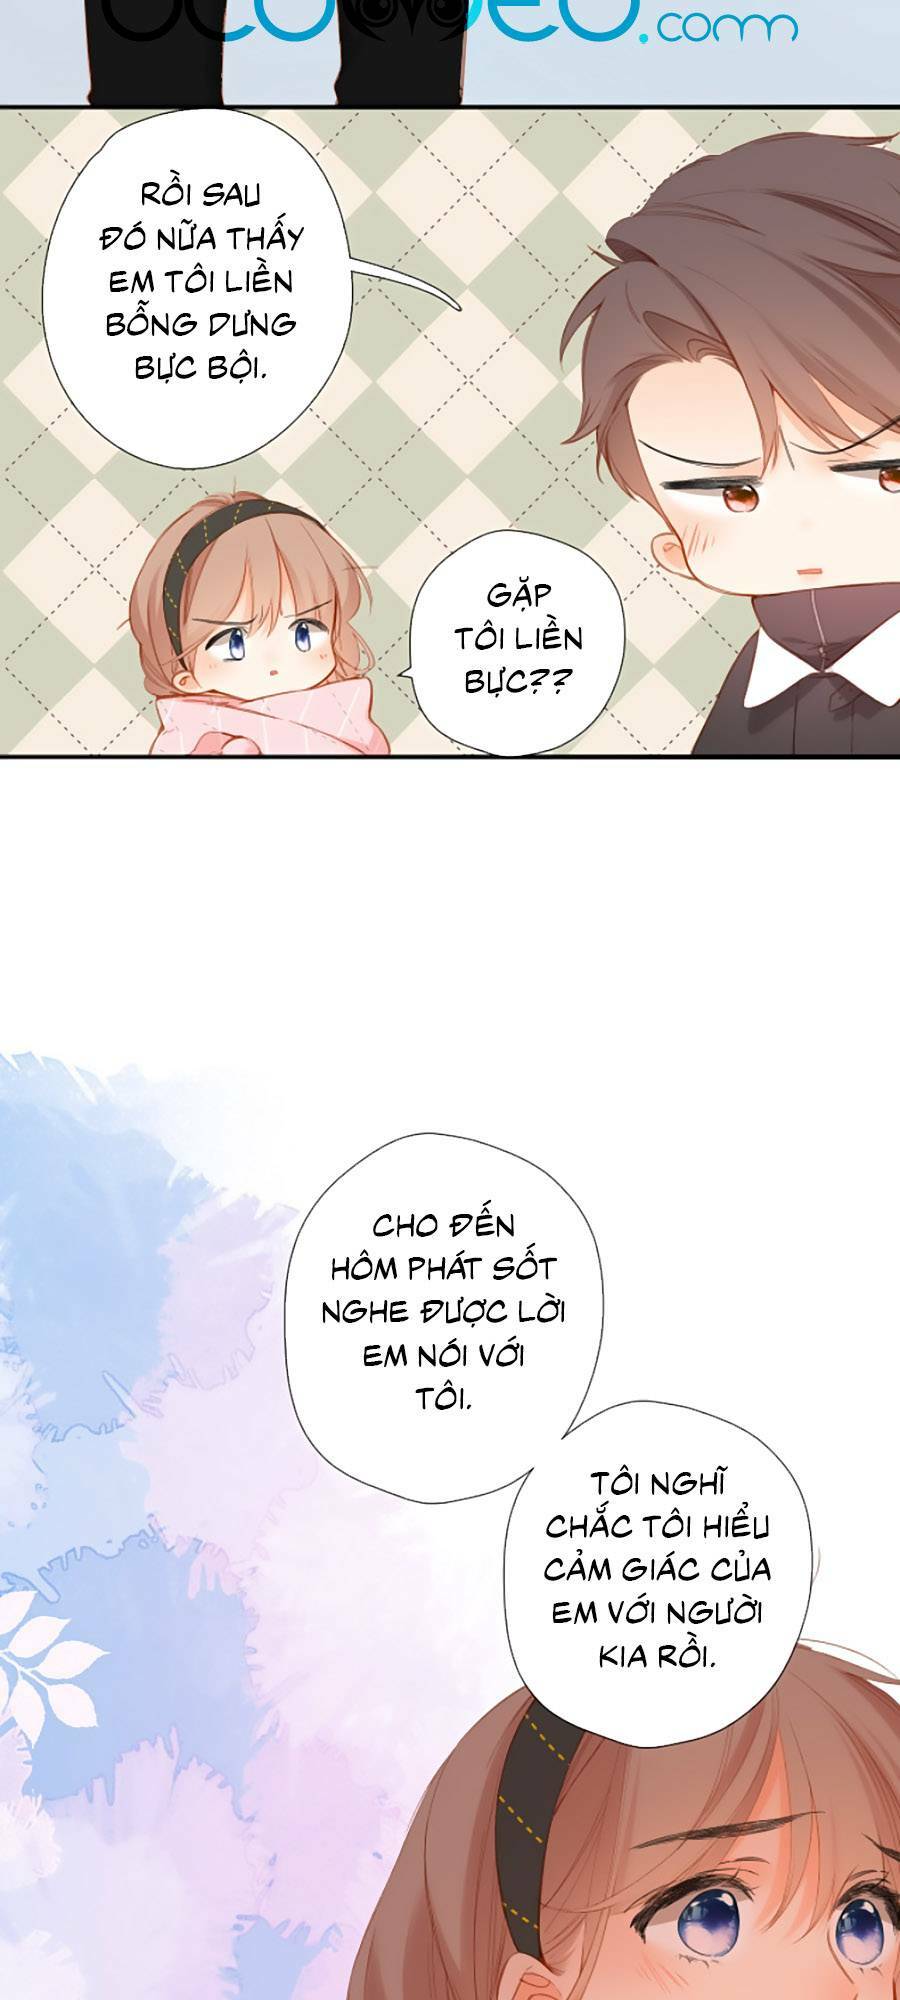 ocomoeo.comn
RỒI SAU
ĐÓ NỮA THẤY
EM TÔI LIỀN
BỖNG DƯNG
BỰC BỘI.
GẶP
TÔI LIỀN
BỰC??
CHO ĐẾN
HÔM PHÁT SỐT
NGHE ĐƯỢC LỜI
EM NÓI VỚI
TÔI.
TÔI NGHĨ
CHẮC TÔI HIỂU
CẢM GIÁC CỦA
EM VỚI NGƯỜI
KIA RỒI.